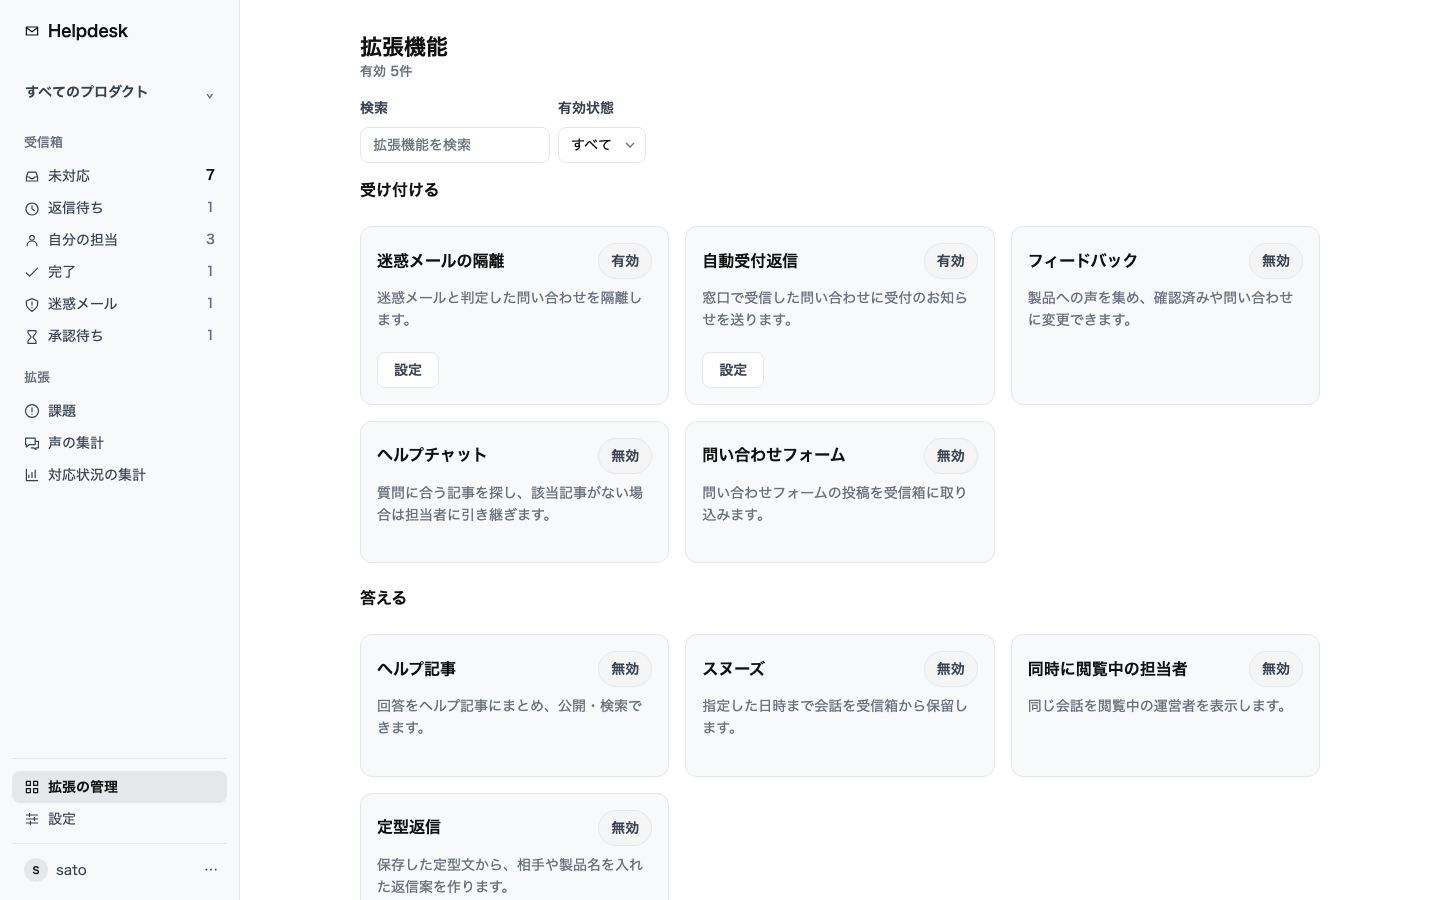 Helpdesk
すべてのプロダクト
受信箱
未対応 7
返信待ち 1
自分の担当 3
完了 1
迷惑メール 1
承認待ち 1
拡張
課題
声の集計
対応状況の集計
拡張の管理
設定
S sato ...
拡張機能
有効 5件
検索 有効状態
拡張機能を検索 すべて
受け付ける
迷惑メールの隔離 有効
迷惑メールと判定した問い合わせを隔離し
ます。
設定
自動受付返信 有効
窓口で受信した問い合わせに受付のお知ら
せを送ります。
設定
フィードバック 無効
製品への声を集め、確認済みや問い合わせ
に変更できます。
ヘルプチャット 無効
質問に合う記事を探し、該当記事がない場
合は担当者に引き継ぎます。
問い合わせフォーム 無効
問い合わせフォームの投稿を受信箱に取り
込みます。
答える
ヘルプ記事 無効
回答をヘルプ記事にまとめ、公開・検索で
きます。
スヌーズ 無効
指定した日時まで会話を受信箱から保留し
ます。
同時に閲覧中の担当者 無効
同じ会話を閲覧中の運営者を表示します。
定型返信 無効
保存した定型文から、相手や製品名を入れ
た返信案を作ります。